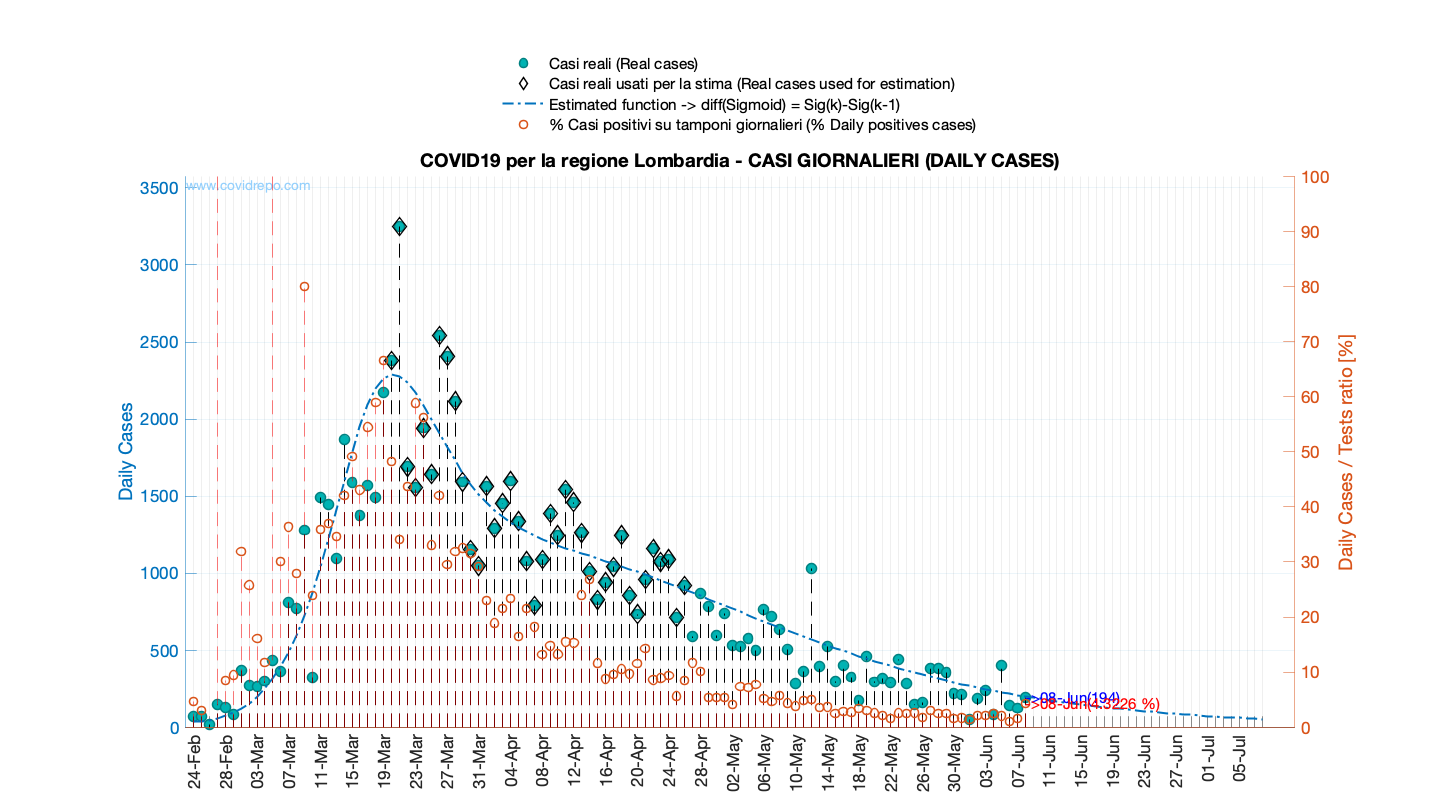 Casi reali (Real cases)
Casi reali usati per la stima (Real cases used for estimation)
Estimated function -> diff(Sigmoid) = Sig(k)-Sig(k-1)
% Casi positivi su tamponi giornalieri (% Daily positives cases)
COVID19 per la regione Lombardia - CASI GIORNALIERI (DAILY CASES)
www.covidrepo.com
Daily Cases
3500
3000
2500
2000
1500
1000
500
0
100
90
80
70
60
50
40
30
20
10
0
Daily Cases / Tests ratio [%]
08-Jun(194)
>08-Jun(4.3226 %)
24-Feb
28-Feb
03-Mar
07-Mar
11-Mar
15-Mar
19-Mar
23-Mar
27-Mar
31-Mar
04-Apr
08-Apr
12-Apr
16-Apr
20-Apr
24-Apr
28-Apr
02-May
06-May
10-May
14-May
18-May
22-May
26-May
30-May
03-Jun
07-Jun
11-Jun
15-Jun
19-Jun
23-Jun
27-Jun
01-Jul
05-Jul